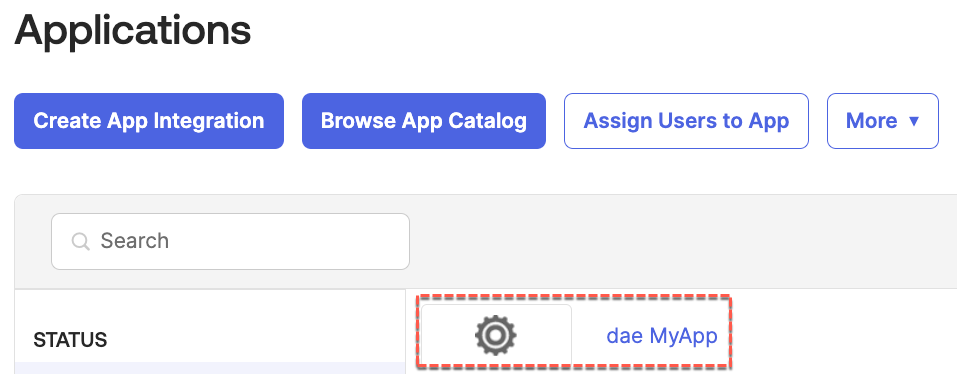 Applications
Create App Integration
Browse App Catalog
Assign Users to App
More ▼
Search
STATUS
dae MyApp